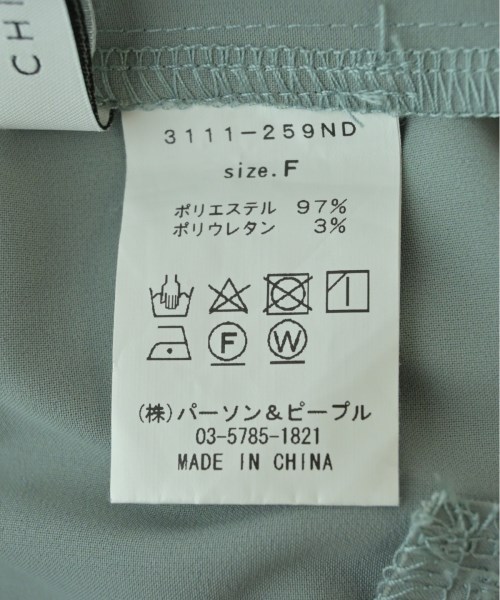 CHI
3111-259ND
size.F
ポリエステル 97%
ポリウレタン 3%
F W
(株)パーソン&ピープル
03-5785-1821
MADE IN CHINA